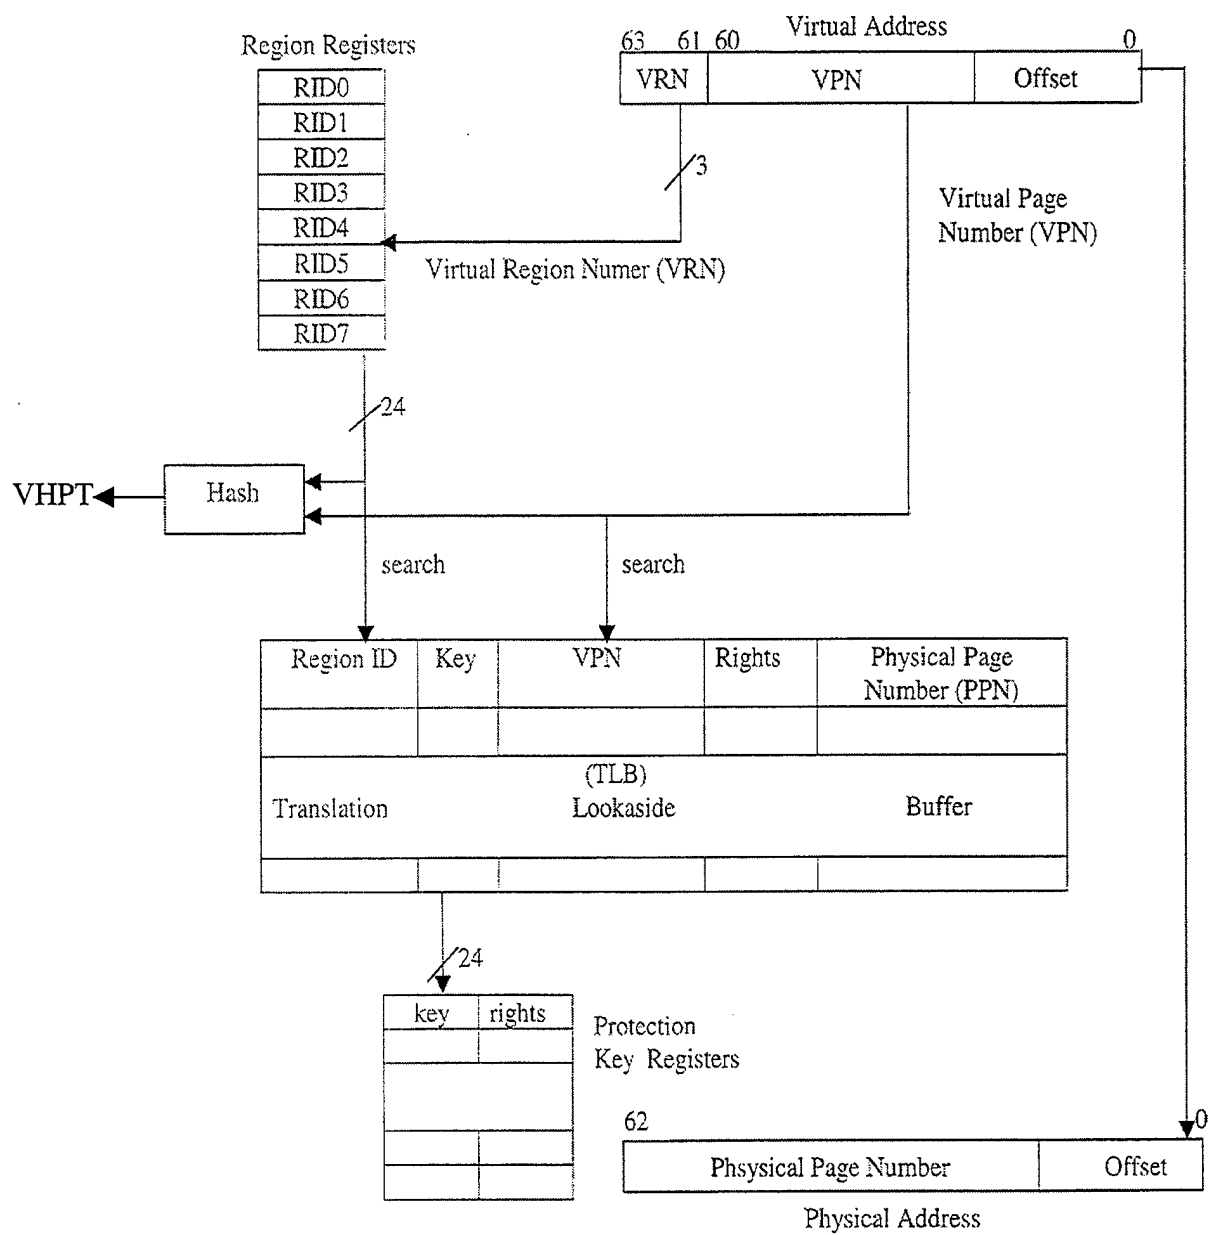 Virtual Address
Region Registers
63 61 60 0
VRN VPN Offset
RID0
RID1
RID2
RID3
RID4
RID5
RID6
RID7
3
Virtual Page
Number (VPN)
Virtual Region Numer (VRN)
24
VHPT
Hash
search
search
Region ID Key VPN Rights Physical Page
Number (PPN)
(TLB)
Translation Lookaside Buffer
24
key rights
Protection
Key Registers
62 0
Phsysical Page Number Offset
Physical Address